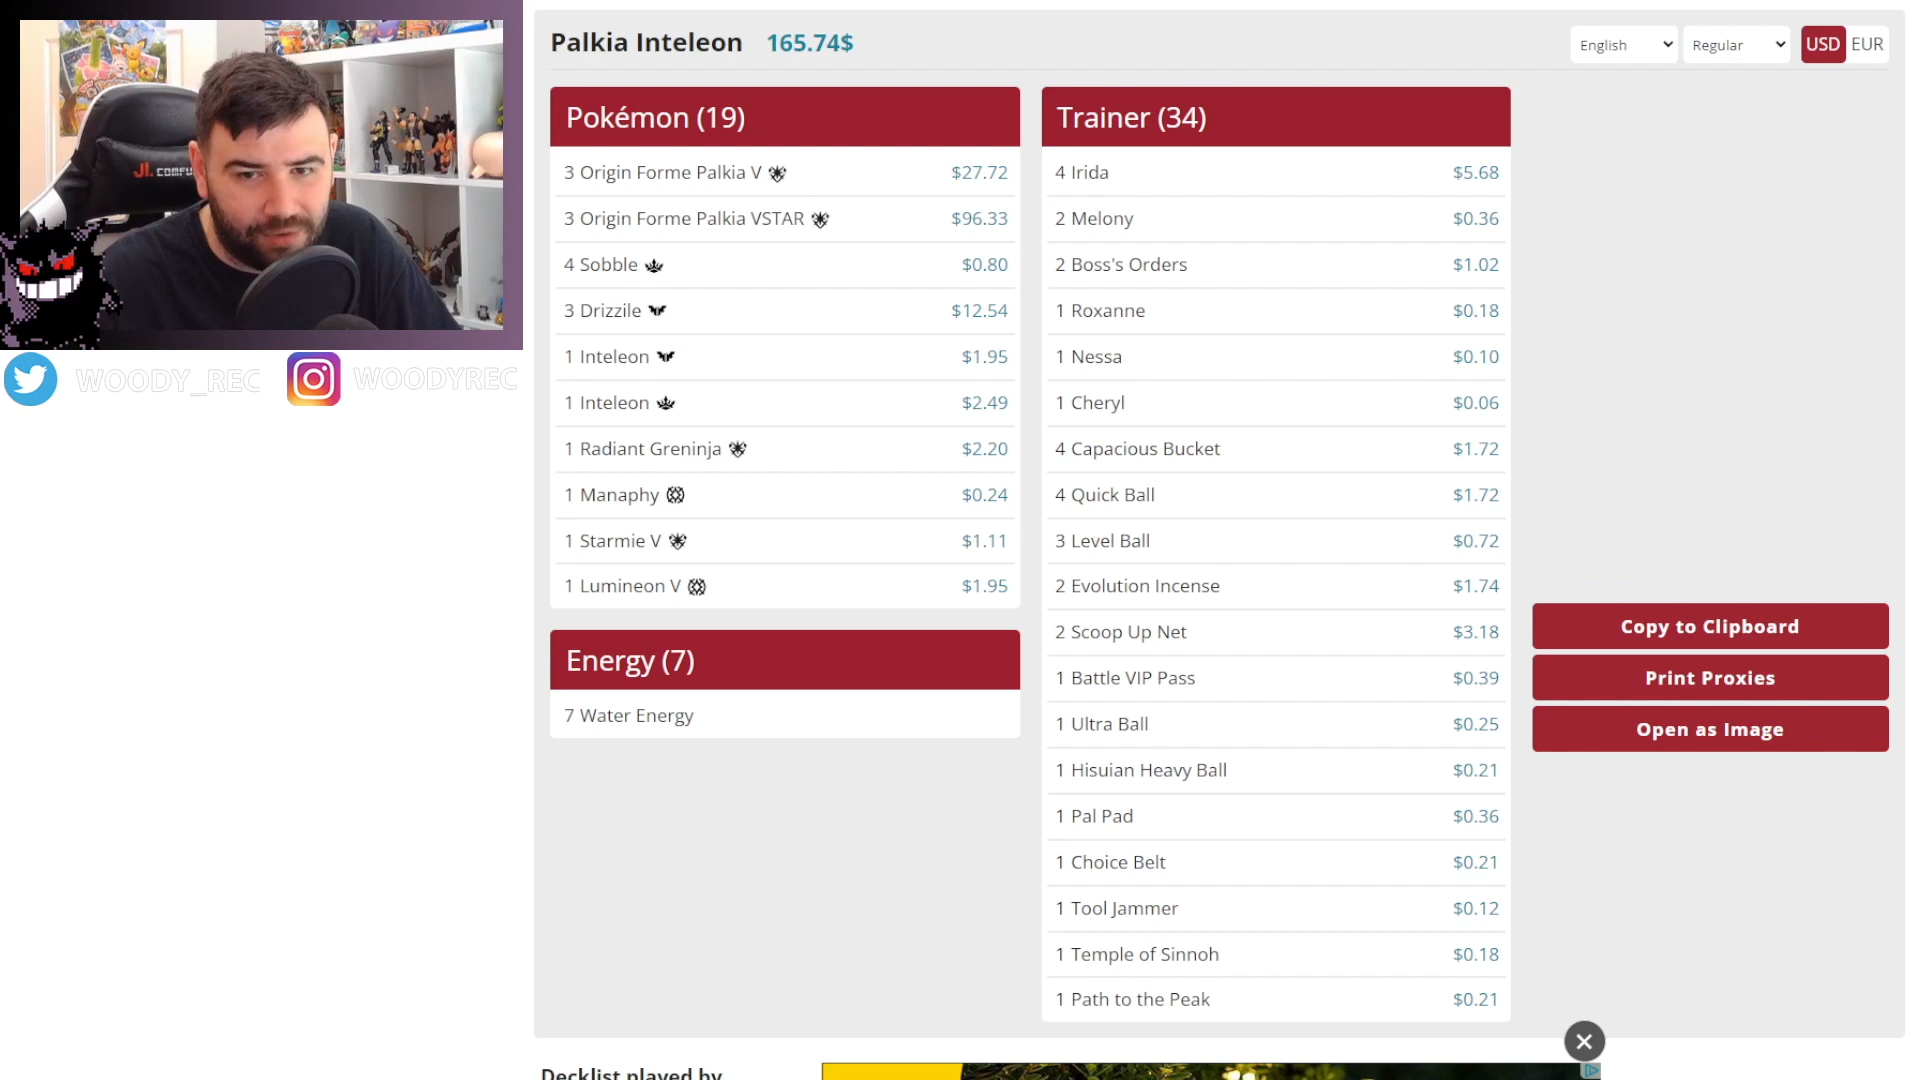 Palkia Inteleon 165.74$
English Regular USD EUR
Pokémon (19)
3 Origin Forme Palkia V $27.72
3 Origin Forme Palkia VSTAR $96.33
4 Sobble $0.80
3 Drizzile $12.54
1 Inteleon $1.95
1 Inteleon $2.49
1 Radiant Greninja $2.20
1 Manaphy $0.24
1 Starmie V $1.11
1 Lumineon V $1.95
Energy (7)
7 Water Energy
Trainer (34)
4 Irida $5.68
2 Melony $0.36
2 Boss's Orders $1.02
1 Roxanne $0.18
1 Nessa $0.10
1 Cheryl $0.06
4 Capacious Bucket $1.72
4 Quick Ball $1.72
3 Level Ball $0.72
2 Evolution Incense $1.74
2 Scoop Up Net $3.18
1 Battle VIP Pass $0.39
1 Ultra Ball $0.25
1 Hisuian Heavy Ball $0.21
1 Pal Pad $0.36
1 Choice Belt $0.21
1 Tool Jammer $0.12
1 Temple of Sinnoh $0.18
1 Path to the Peak $0.21
Copy to Clipboard
Print Proxies
Open as Image
WOODY_REC WOODYREC
Decklist played by